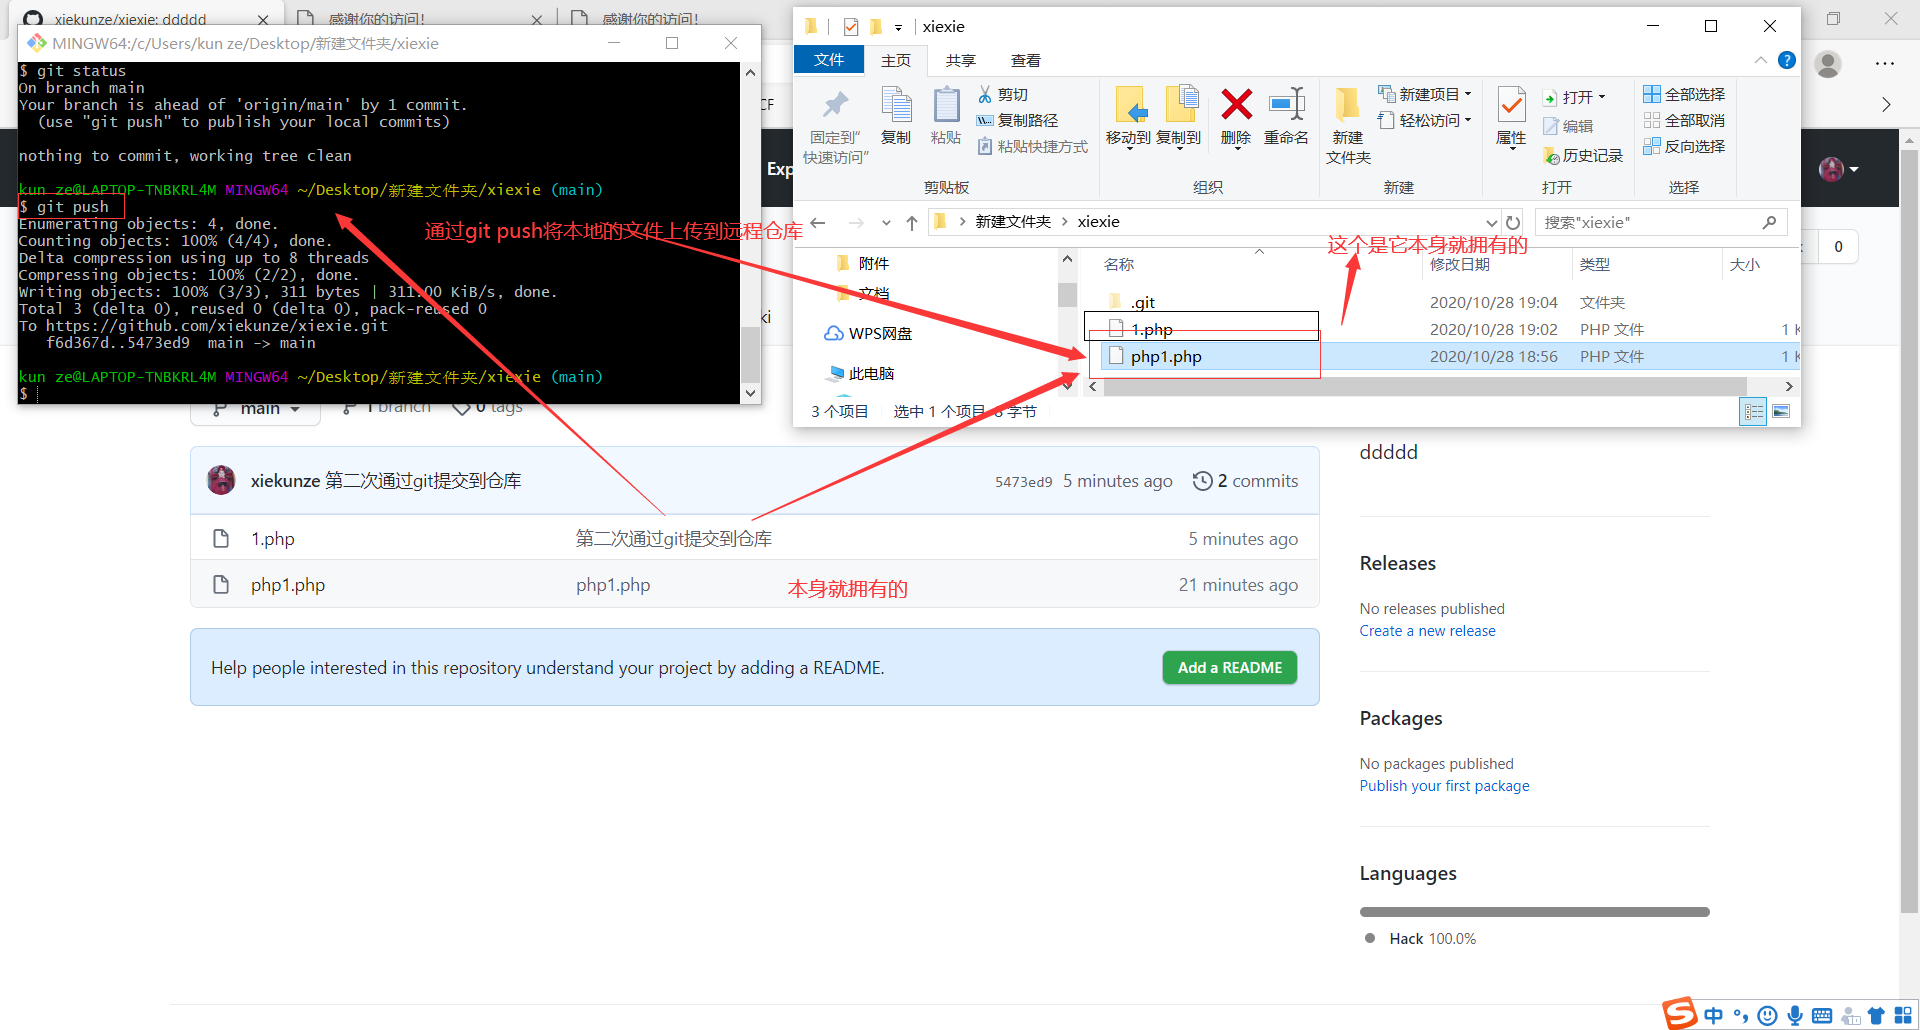 xiekunze/xiexie: ddddd
感谢你的访问!
感谢你的访问!
MINGW64:/c/Users/kun ze/Desktop/新建文件夹/xiexie
$ git status
On branch main
Your branch is ahead of 'origin/main' by 1 commit.
(use "git push" to publish your local commits)
nothing to commit, working tree clean
kun ze@LAPTOP-TNBKRL4M MINGW64 ~/Desktop/新建文件夹/xiexie (main)
$ git push
Enumerating objects: 4, done.
Counting objects: 100% (4/4), done.
Delta compression using up to 8 threads
Compressing objects: 100% (2/2), done.
Writing objects: 100% (3/3), 311 bytes | 311.00 KiB/s, done.
Total 3 (delta 0), reused 0 (delta 0), pack-reused 0
To https://github.com/xiekunze/xiexie.git
f6d367d..5473ed9 main -> main
kun ze@LAPTOP-TNBKRL4M MINGW64 ~/Desktop/新建文件夹/xiexie (main)
$
通过git push将本地的文件上传到远程仓库
CF
Exp
ki
xiexie
文件 主页 共享 查看
固定到"快速访问"
复制
粘贴
剪切
复制路径
粘贴快捷方式
剪贴板
移动到
复制到
删除
重命名
组织
新建文件夹
新建项目
轻松访问
新建
属性
打开
编辑
历史记录
打开
全部选择
全部取消
反向选择
选择
新建文件夹 > xiexie
搜索"xiexie"
这个是它本身就拥有的
附件
文档
WPS网盘
此电脑
名称 修改日期 类型 大小
.git 2020/10/28 19:04 文件夹
1.php 2020/10/28 19:02 PHP 文件 1 K
php1.php 2020/10/28 18:56 PHP 文件 1 K
3 个项目 选中 1 个项目 8 字节
0
main 1 branch 0 tags
xiekunze 第二次通过git提交到仓库 5473ed9 5 minutes ago 2 commits
1.php 第二次通过git提交到仓库 5 minutes ago
php1.php php1.php 21 minutes ago
本身就拥有的
Help people interested in this repository understand your project by adding a README.
Add a README
ddddd
Releases
No releases published
Create a new release
Packages
No packages published
Publish your first package
Languages
Hack 100.0%
中